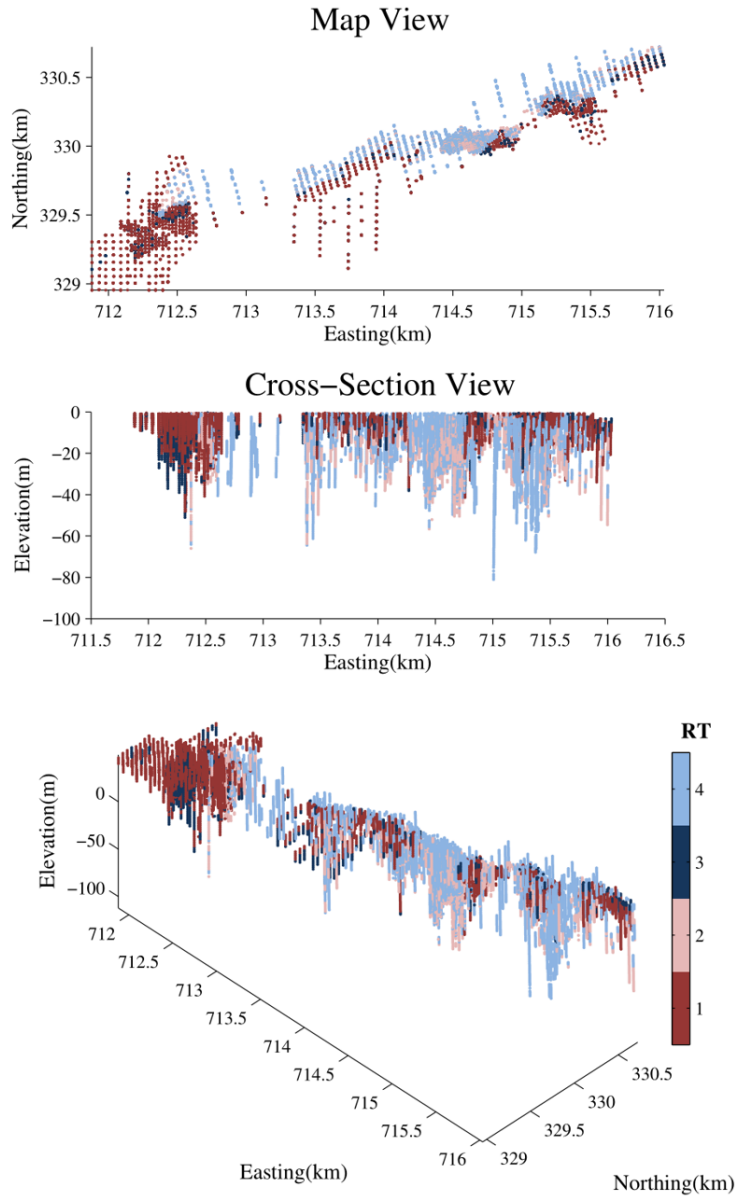 Map View
330.5
330
329.5
329
Northing(km)
712 712.5 713 713.5 714 714.5 715 715.5 716
Easting(km)
Cross−Section View
0
−20
−40
−60
−80
−100
Elevation(m)
711.5 712 712.5 713 713.5 714 714.5 715 715.5 716 716.5
Easting(km)
RT
4
3
2
1
0
−50
−100
Elevation(m)
712
712.5
713
713.5
714
714.5
715
715.5
716
Easting(km)
330.5
330
329.5
329
Northing(km)